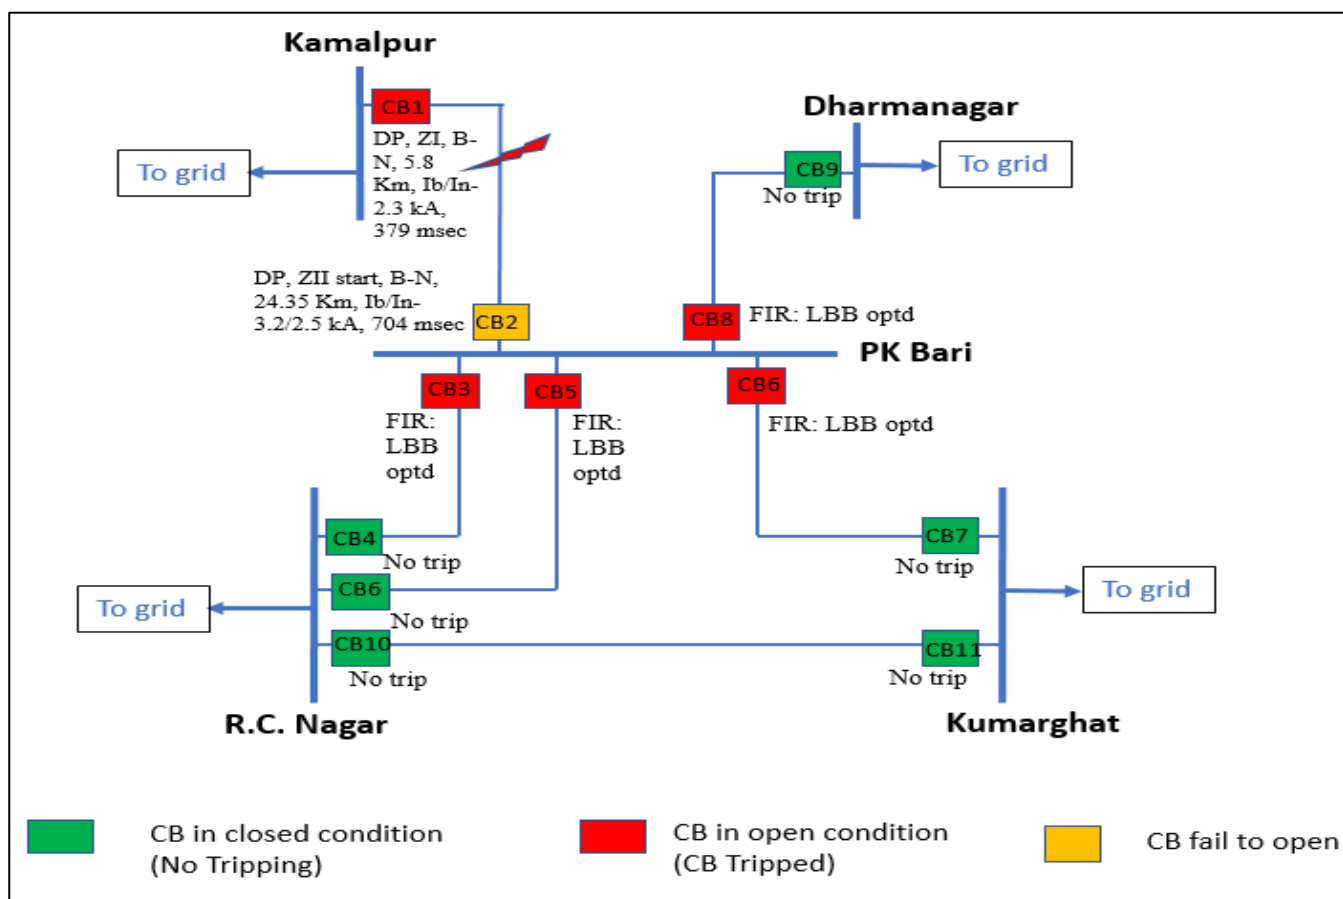 Kamalpur
CB1
DP, ZI, B-
N, 5.8
Km, Ib/In-
2.3 kA,
379 msec
To grid
Dharmanagar
CB9
No trip
To grid
DP, ZII start, B-N,
24.35 Km, Ib/In-
3.2/2.5 kA, 704 msec
CB2
CB8
FIR: LBB optd
PK Bari
CB3
FIR:
LBB
optd
CB5
FIR:
LBB
optd
CB6
FIR: LBB optd
CB4
No trip
CB6
No trip
CB10
No trip
To grid
R.C. Nagar
CB7
No trip
CB11
No trip
To grid
Kumarghat
CB in closed condition
(No Tripping)
CB in open condition
(CB Tripped)
CB fail to open